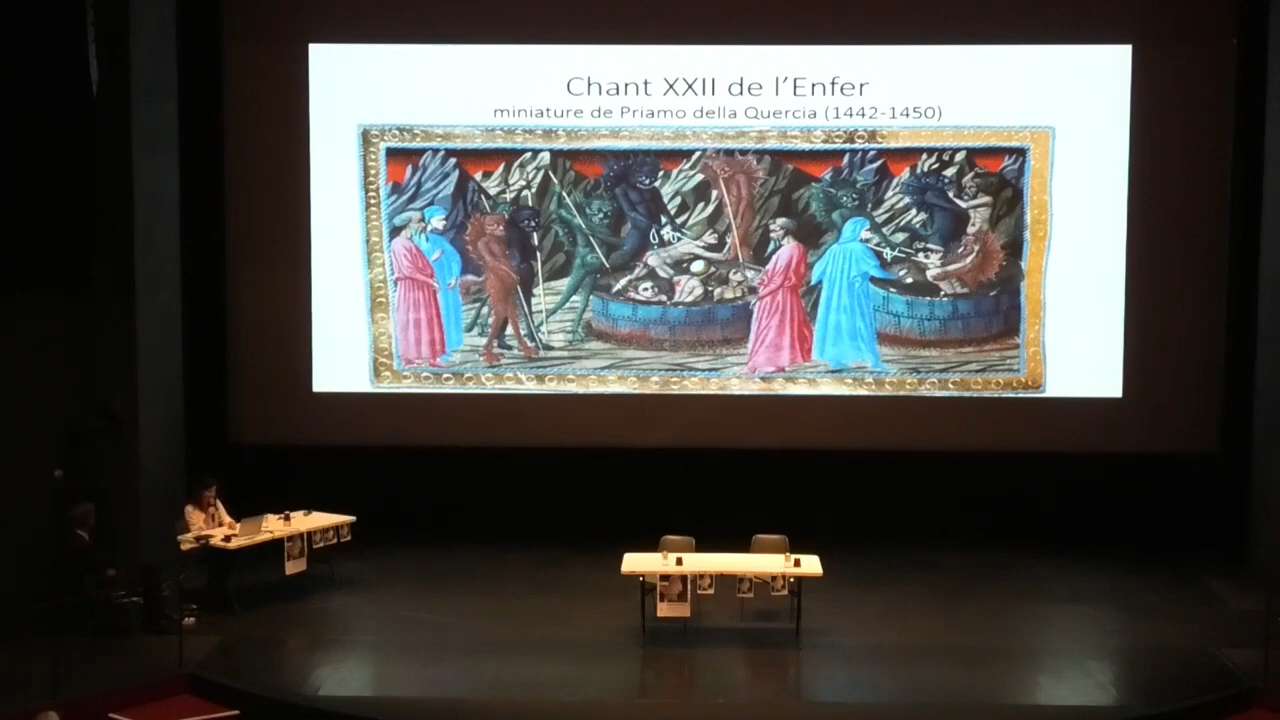 Chant XXII de l'Enfer
miniature de Priamo della Quercia (1442-1450)